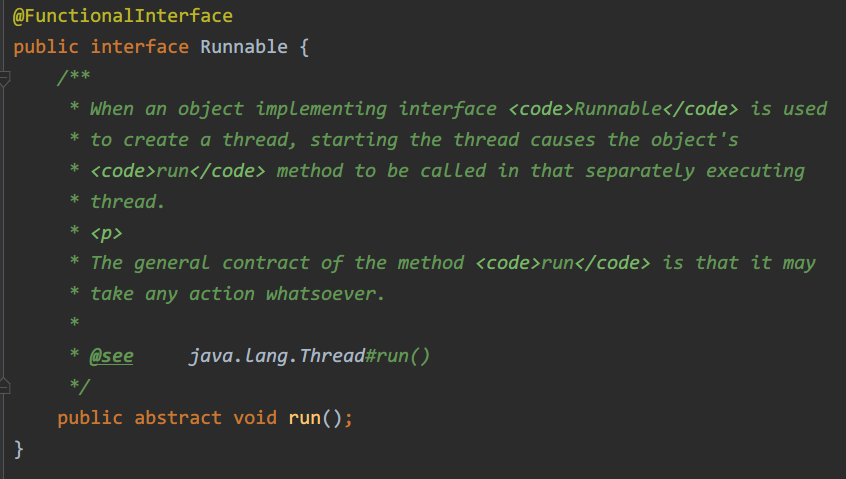 @FunctionalInterface
public interface Runnable {
    /**
     * When an object implementing interface <code>Runnable</code> is used
     * to create a thread, starting the thread causes the object's
     * <code>run</code> method to be called in that separately executing
     * thread.
     * <p>
     * The general contract of the method <code>run</code> is that it may
     * take any action whatsoever.
     *
     * @see     java.lang.Thread#run()
     */
    public abstract void run();
}